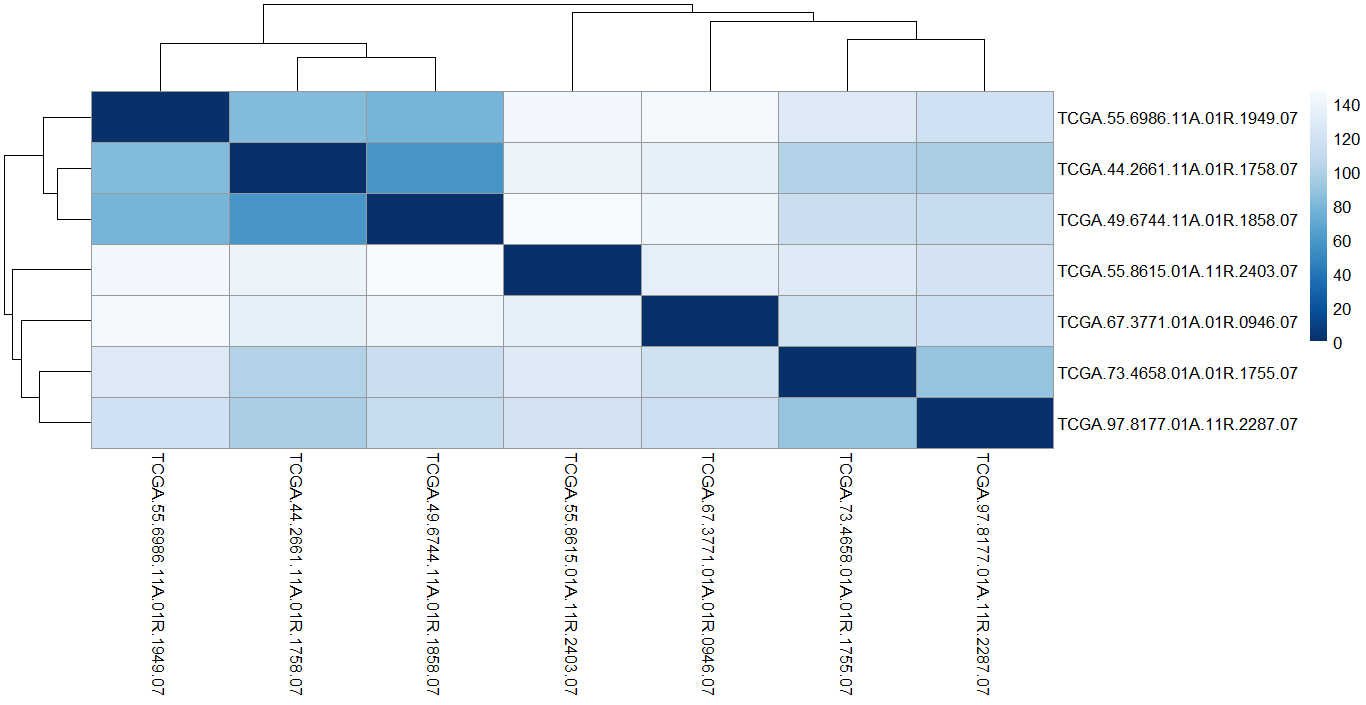 TCGA.55.6986.11A.01R.1949.07
TCGA.44.2661.11A.01R.1758.07
TCGA.49.6744.11A.01R.1858.07
TCGA.55.8615.01A.11R.2403.07
TCGA.67.3771.01A.01R.0946.07
TCGA.73.4658.01A.01R.1755.07
TCGA.97.8177.01A.11R.2287.07
140
120
100
80
60
40
20
0
TCGA.55.6986.11A.01R.1949.07
TCGA.44.2661.11A.01R.1758.07
TCGA.49.6744.11A.01R.1858.07
TCGA.55.8615.01A.11R.2403.07
TCGA.67.3771.01A.01R.0946.07
TCGA.73.4658.01A.01R.1755.07
TCGA.97.8177.01A.11R.2287.07